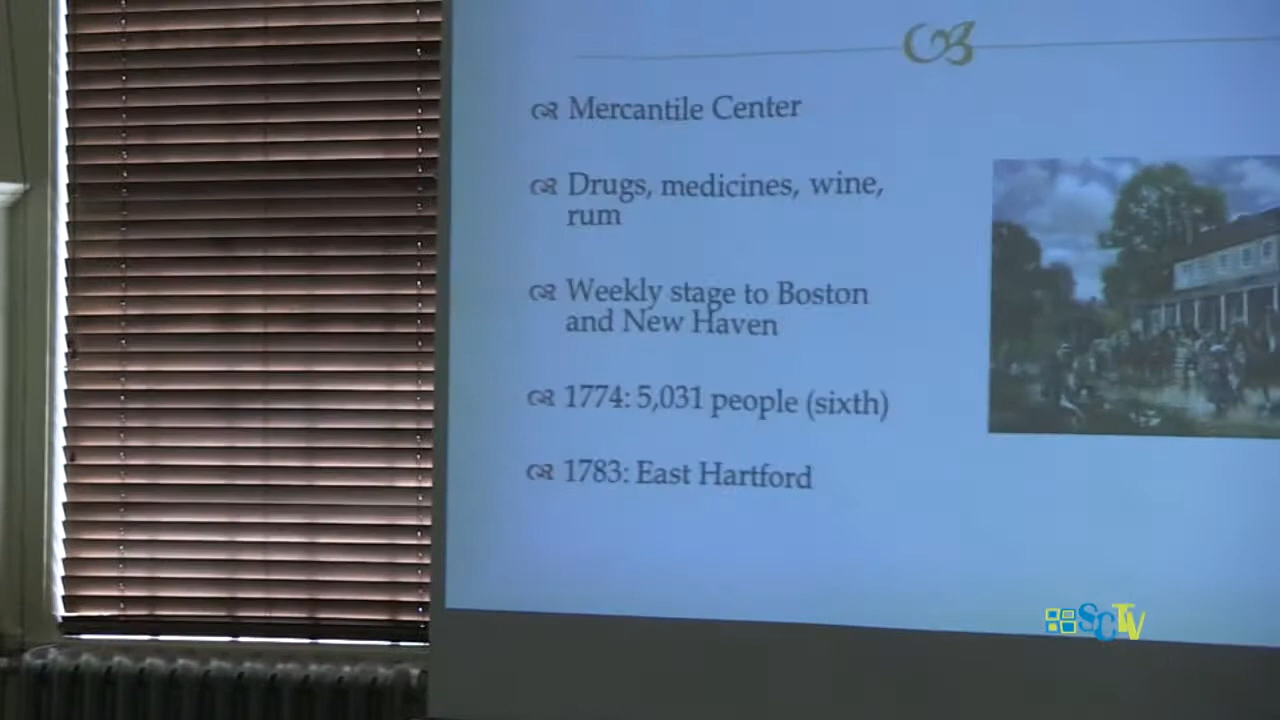 Mercantile Center
Drugs, medicines, wine,
rum
Weekly stage to Boston
and New Haven
1774: 5,031 people (sixth)
1783: East Hartford
SCTV